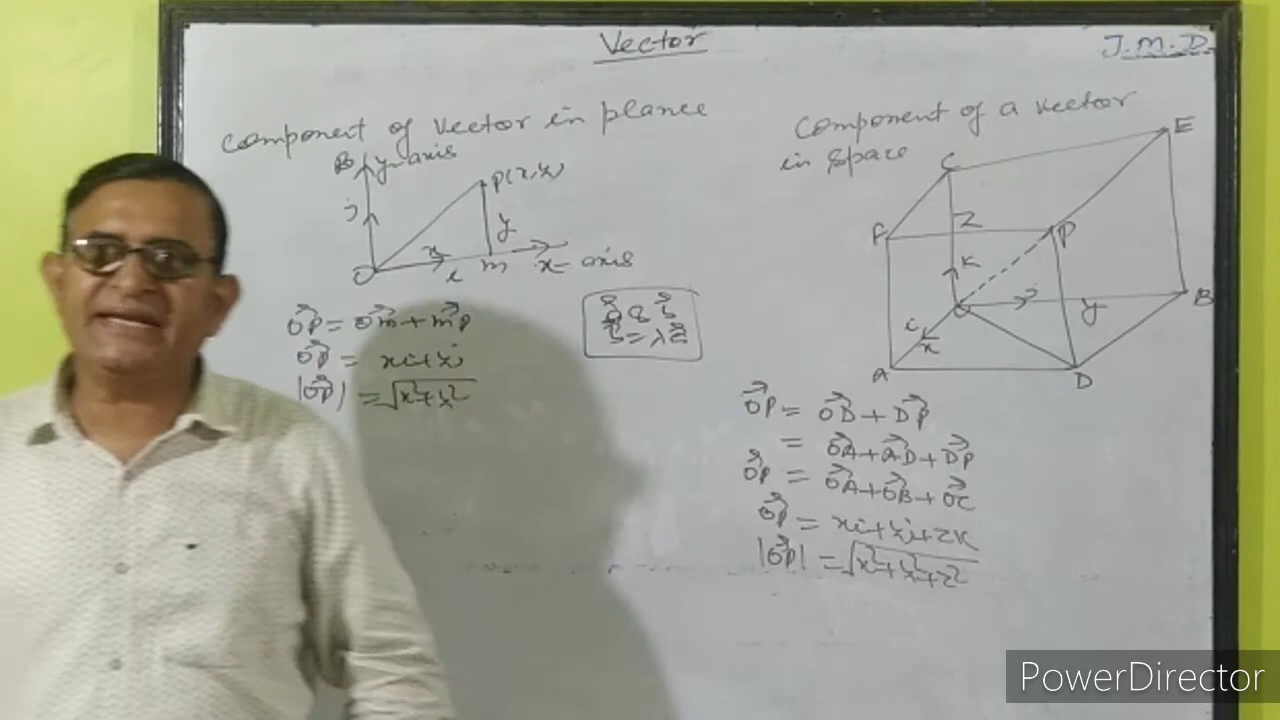 Vector
J.M.D.
Component of vector in plance
B y-axis
j
P(x,y)
x
y
O
i
m
x-axis
OP⃗ = OM⃗ + MP⃗
OP⃗ = xi+yj
|OP⃗| = √x²+y²
a⃗ & b⃗
b⃗ = λa⃗
Component of a vector
in space
E
C
F
Z
P
K
O
j
y
B
i
x
A
D
OP⃗ = OD⃗ + DP⃗
= OA⃗ + AD⃗ + DP⃗
OP⃗ = OA⃗ + OB⃗ + OC⃗
OP⃗ = xi+yj+zk
|OP⃗| = √x²+y²+z²
PowerDirector